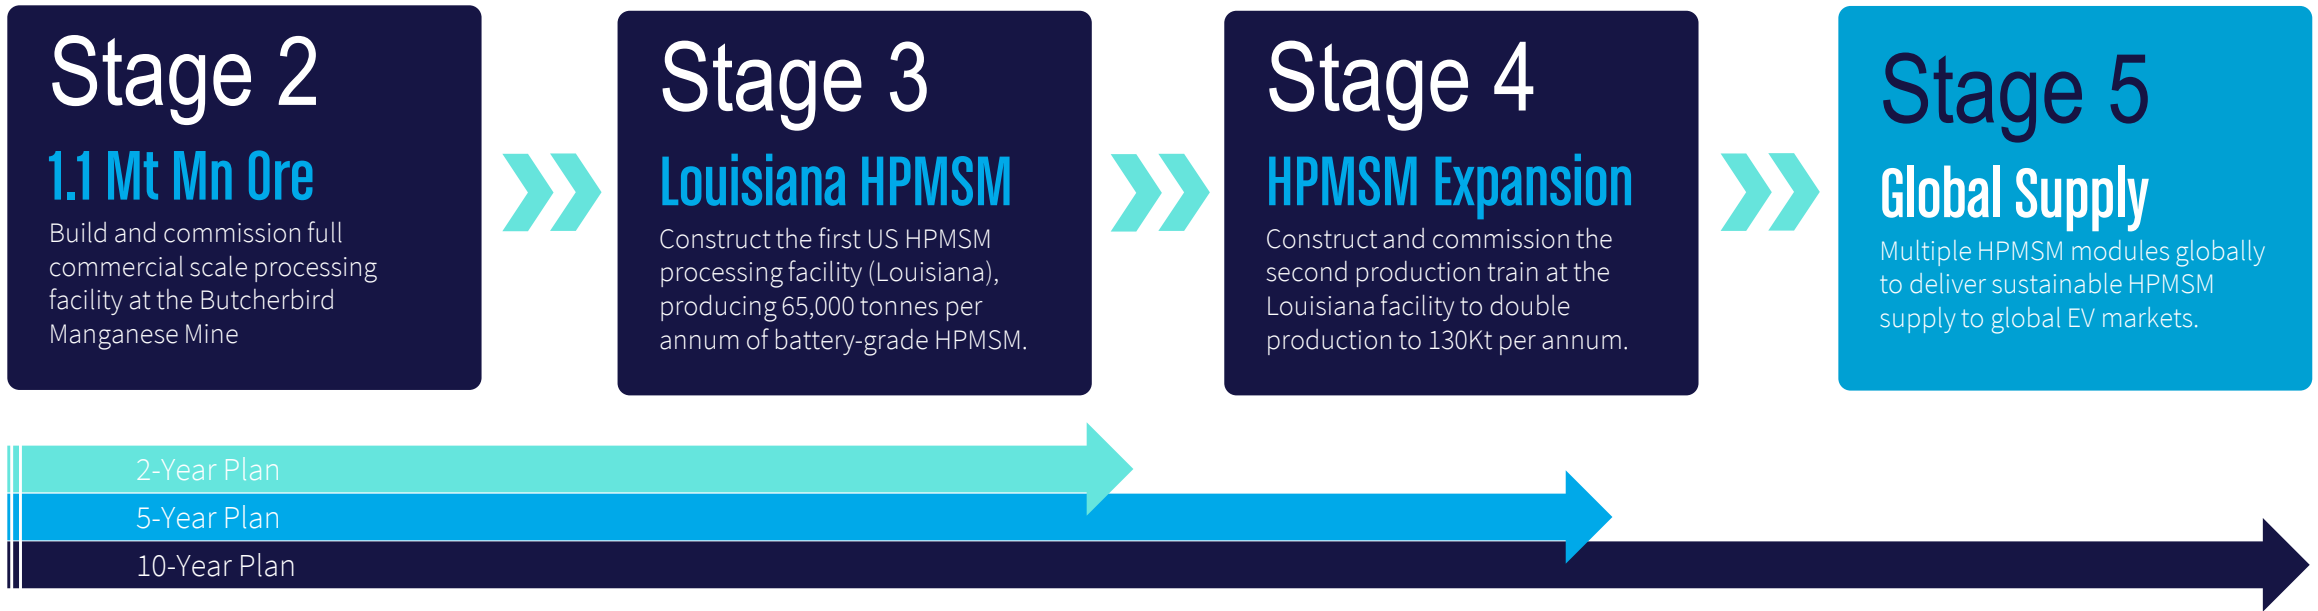 Stage 2
1.1 Mt Mn Ore
Build and commission full
commercial scale processing
facility at the Butcherbird
Manganese Mine
Stage 3
Louisiana HPMSM
Construct the first US HPMSM
processing facility (Louisiana),
producing 65,000 tonnes per
annum of battery-grade HPMSM.
Stage 4
HPMSM Expansion
Construct and commission the
second production train at the
Louisiana facility to double
production to 130Kt per annum.
Stage 5
Global Supply
Multiple HPMSM modules globally
to deliver sustainable HPMSM
supply to global EV markets.
2-Year Plan
5-Year Plan
10-Year Plan